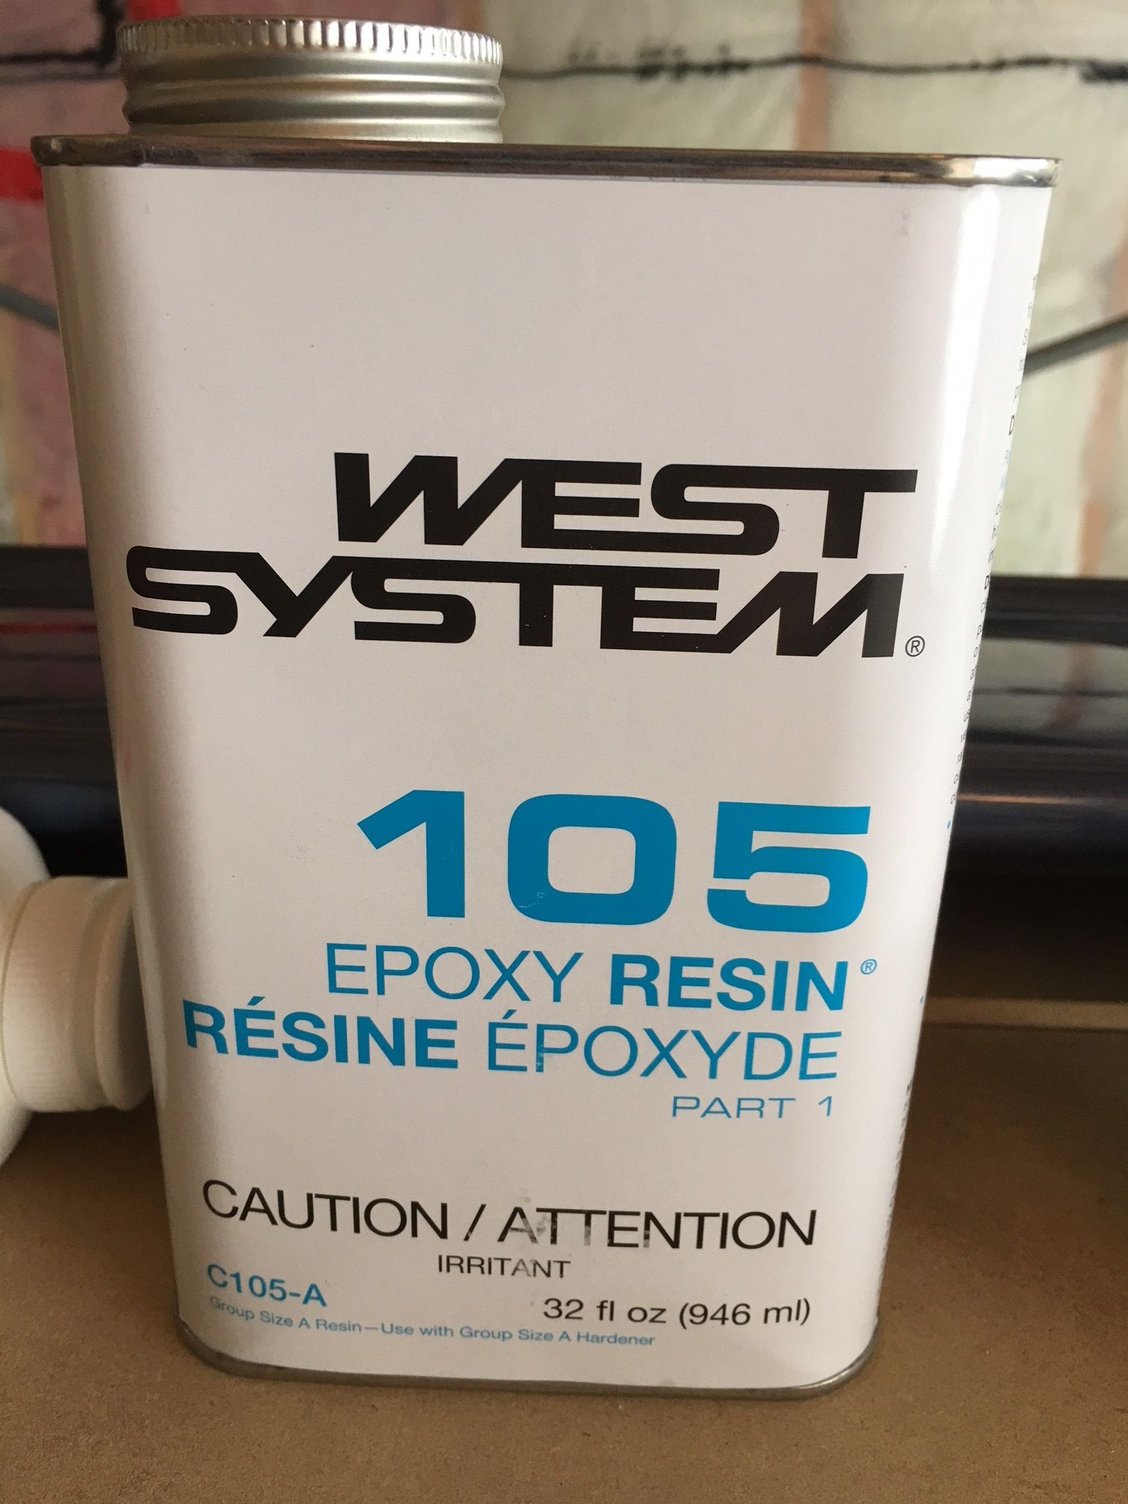 WEST
SYSTEM®
105
EPOXY RESIN®
RÉSINE ÉPOXYDE
PART 1
CAUTION / ATTENTION
IRRITANT
C105-A
32 fl oz (946 ml)
Group Size A Resin—Use with Group Size A Hardener